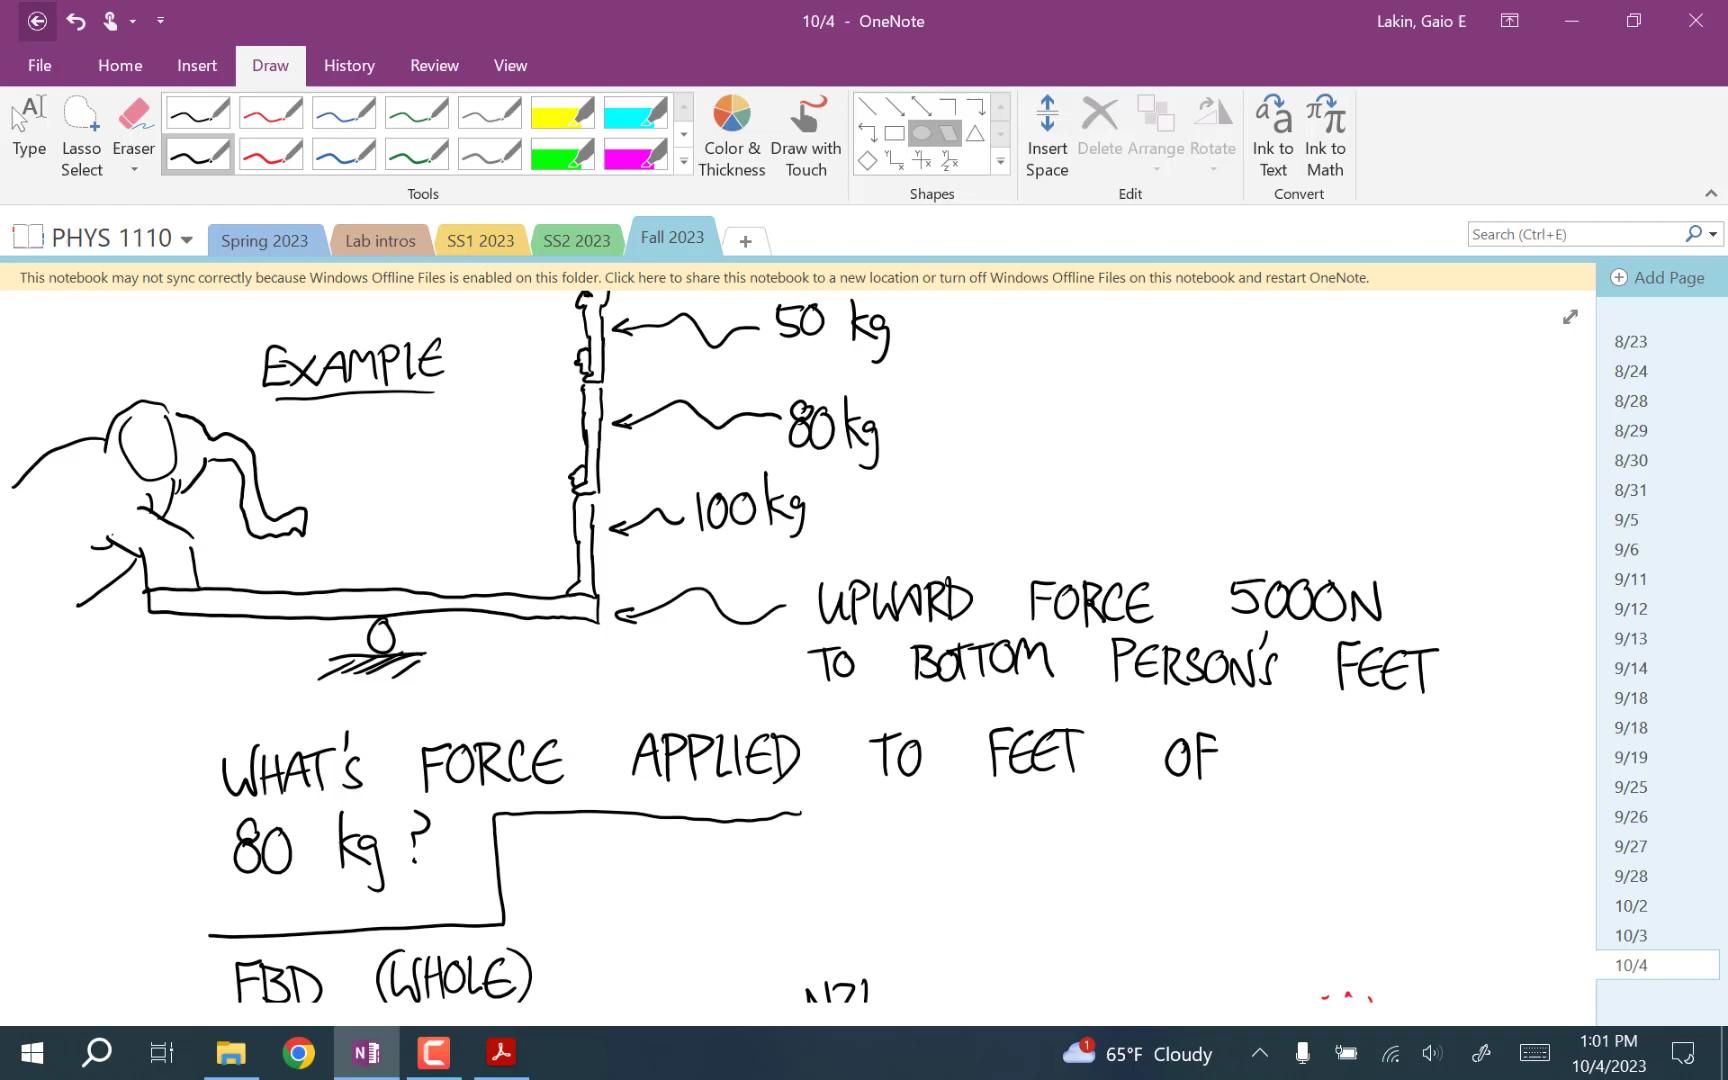 10/4 - OneNote
Lakin, Gaio E
File
Home
Insert
Draw
History
Review
View
Type
Lasso
Select
Eraser
Color &
Thickness
Draw with
Touch
Insert
Space
Delete
Arrange
Rotate
Ink to
Text
Ink to
Math
Tools
Shapes
Edit
Convert
PHYS 1110
Spring 2023
Lab intros
SS1 2023
SS2 2023
Fall 2023
Search (Ctrl+E)
This notebook may not sync correctly because Windows Offline Files is enabled on this folder. Click here to share this notebook to a new location or turn off Windows Offline Files on this notebook and restart OneNote.
Add Page
EXAMPLE
50 kg
80 kg
100 kg
UPWARD FORCE 5000N
TO BOTTOM PERSON'S FEET
WHAT'S FORCE APPLIED TO FEET OF
80 kg ?
FBD (WHOLE)
8/23
8/24
8/28
8/29
8/30
8/31
9/5
9/6
9/11
9/12
9/13
9/14
9/18
9/18
9/19
9/25
9/26
9/27
9/28
10/2
10/3
10/4
1
65°F Cloudy
1:01 PM
10/4/2023